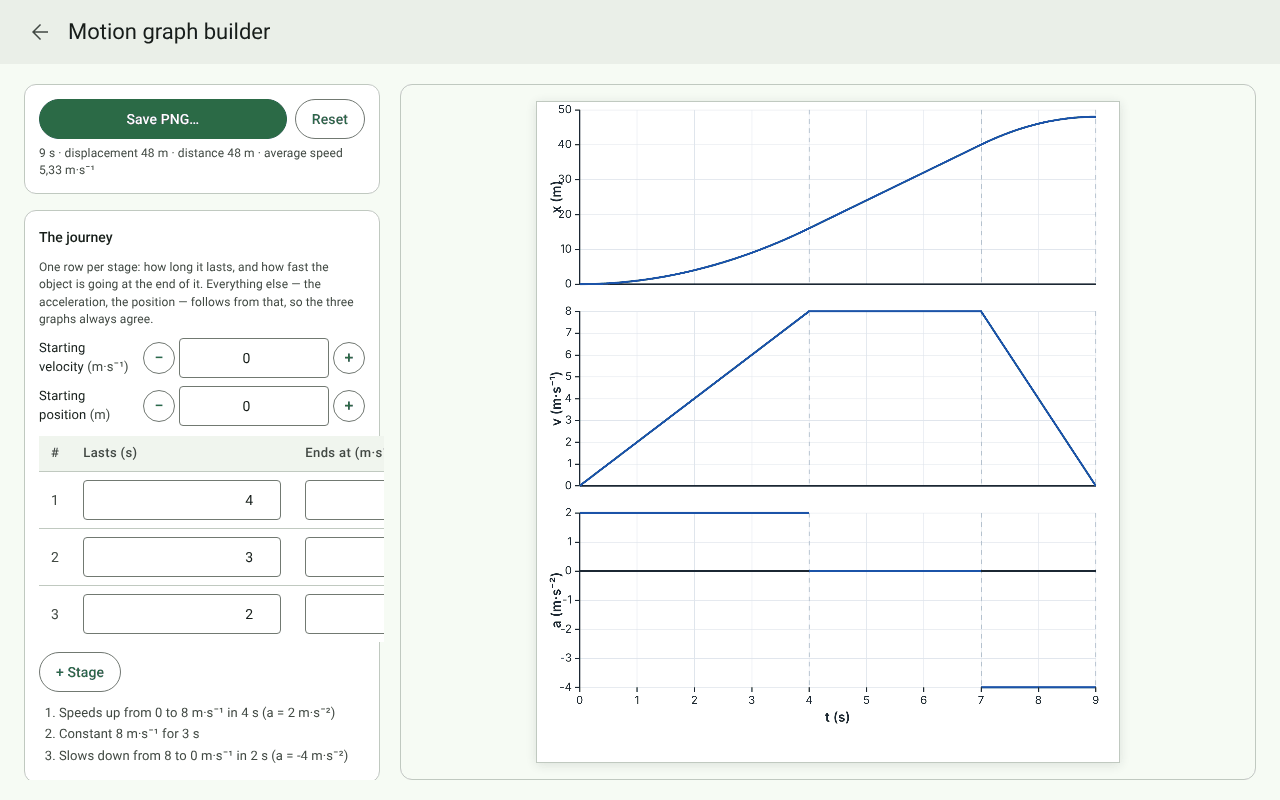 Motion graph builder
Save PNG…
Reset
9 s · displacement 48 m · distance 48 m · average speed
5,33 m·s⁻¹
The journey
One row per stage: how long it lasts, and how fast the
object is going at the end of it. Everything else — the
acceleration, the position — follows from that, so the three
graphs always agree.
Starting
velocity (m·s⁻¹)
−
0
+
Starting
position (m)
−
0
+
#
Lasts (s)
Ends at (m·s
1
4
2
3
3
2
+ Stage
1. Speeds up from 0 to 8 m·s⁻¹ in 4 s (a = 2 m·s⁻²)
2. Constant 8 m·s⁻¹ for 3 s
3. Slows down from 8 to 0 m·s⁻¹ in 2 s (a = -4 m·s⁻²)
50
40
30
20
10
0
x (m)
8
7
6
5
4
3
2
1
0
v (m·s⁻¹)
2
1
0
-1
-2
-3
-4
a (m·s⁻²)
0 1 2 3 4 5 6 7 8 9
t (s)